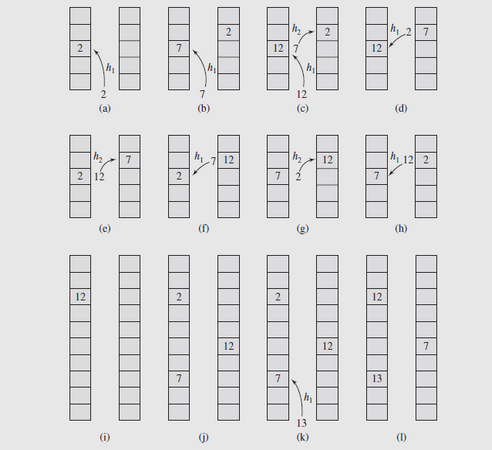 2
2
7
12
7
2
12
7
2 h₁
7 h₁
h₂
12 h₁
h₁ 2
(a) (b) (c) (d)
h₂ 7
2 12
h₁ 7 12
2
h₂ 12
7 2
h₁ 12 2
7
(e) (f) (g) (h)
12 2 2 12
12 12 7
7 7 13
h₁
13
(i) (j) (k) (l)